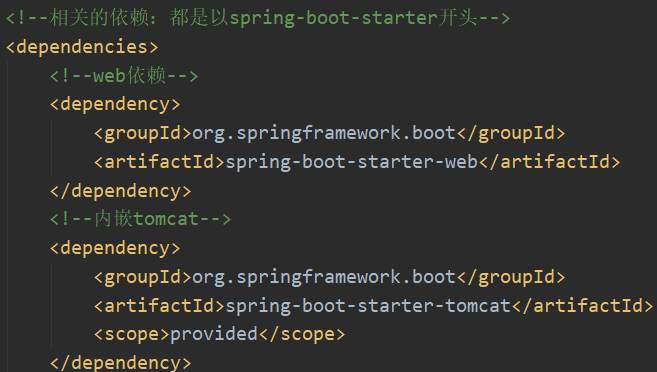 <!--相关的依赖：都是以spring-boot-starter开头-->
<dependencies>
    <!--web依赖-->
    <dependency>
        <groupId>org.springframework.boot</groupId>
        <artifactId>spring-boot-starter-web</artifactId>
    </dependency>
    <!--内嵌tomcat-->
    <dependency>
        <groupId>org.springframework.boot</groupId>
        <artifactId>spring-boot-starter-tomcat</artifactId>
        <scope>provided</scope>
    </dependency>